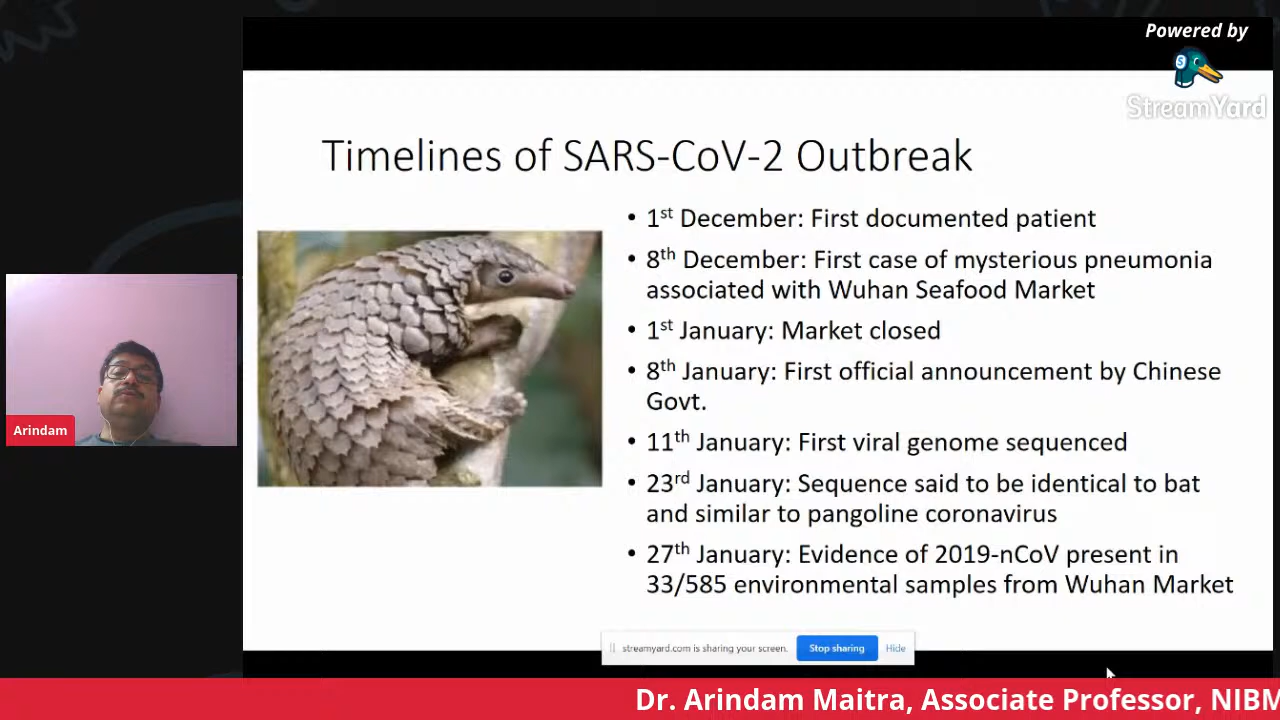 Powered by
StreamYard
Timelines of SARS-CoV-2 Outbreak
• 1st December: First documented patient
• 8th December: First case of mysterious pneumonia
associated with Wuhan Seafood Market
• 1st January: Market closed
• 8th January: First official announcement by Chinese
Govt.
• 11th January: First viral genome sequenced
• 23rd January: Sequence said to be identical to bat
and similar to pangoline coronavirus
• 27th January: Evidence of 2019-nCoV present in
33/585 environmental samples from Wuhan Market
Arindam
streamyard.com is sharing your screen.
Stop sharing
Hide
Dr. Arindam Maitra, Associate Professor, NIBM